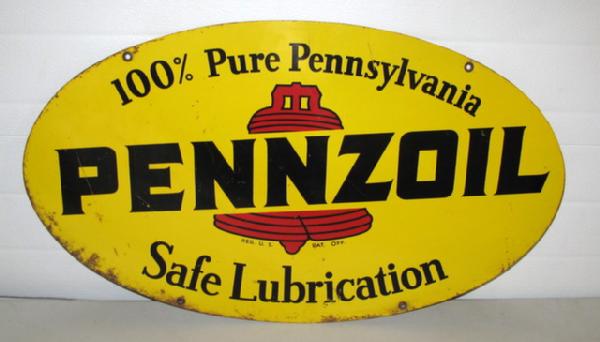 100% Pure Pennsylvania
PENNZOIL
REG. U. S. PAT. OFF.
Safe Lubrication